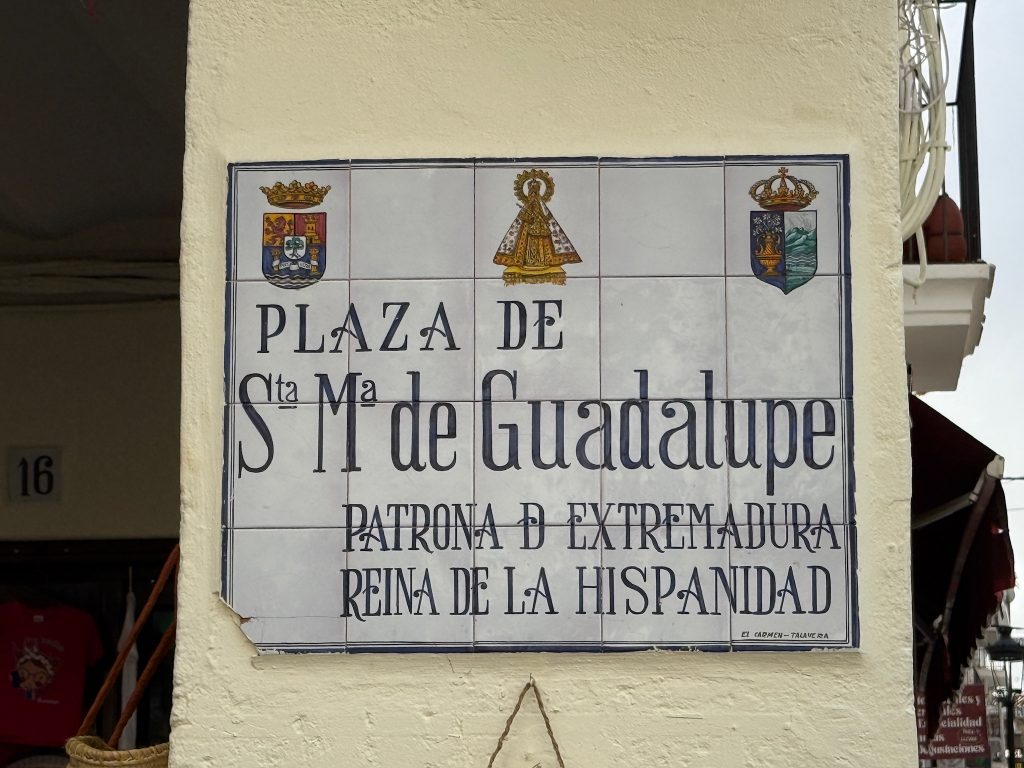 PLAZA DE
Sta Mª de Guadalupe
PATRONA D EXTREMADURA
REINA DE LA HISPANIDAD
EL CARMEN - TALAVERA
16